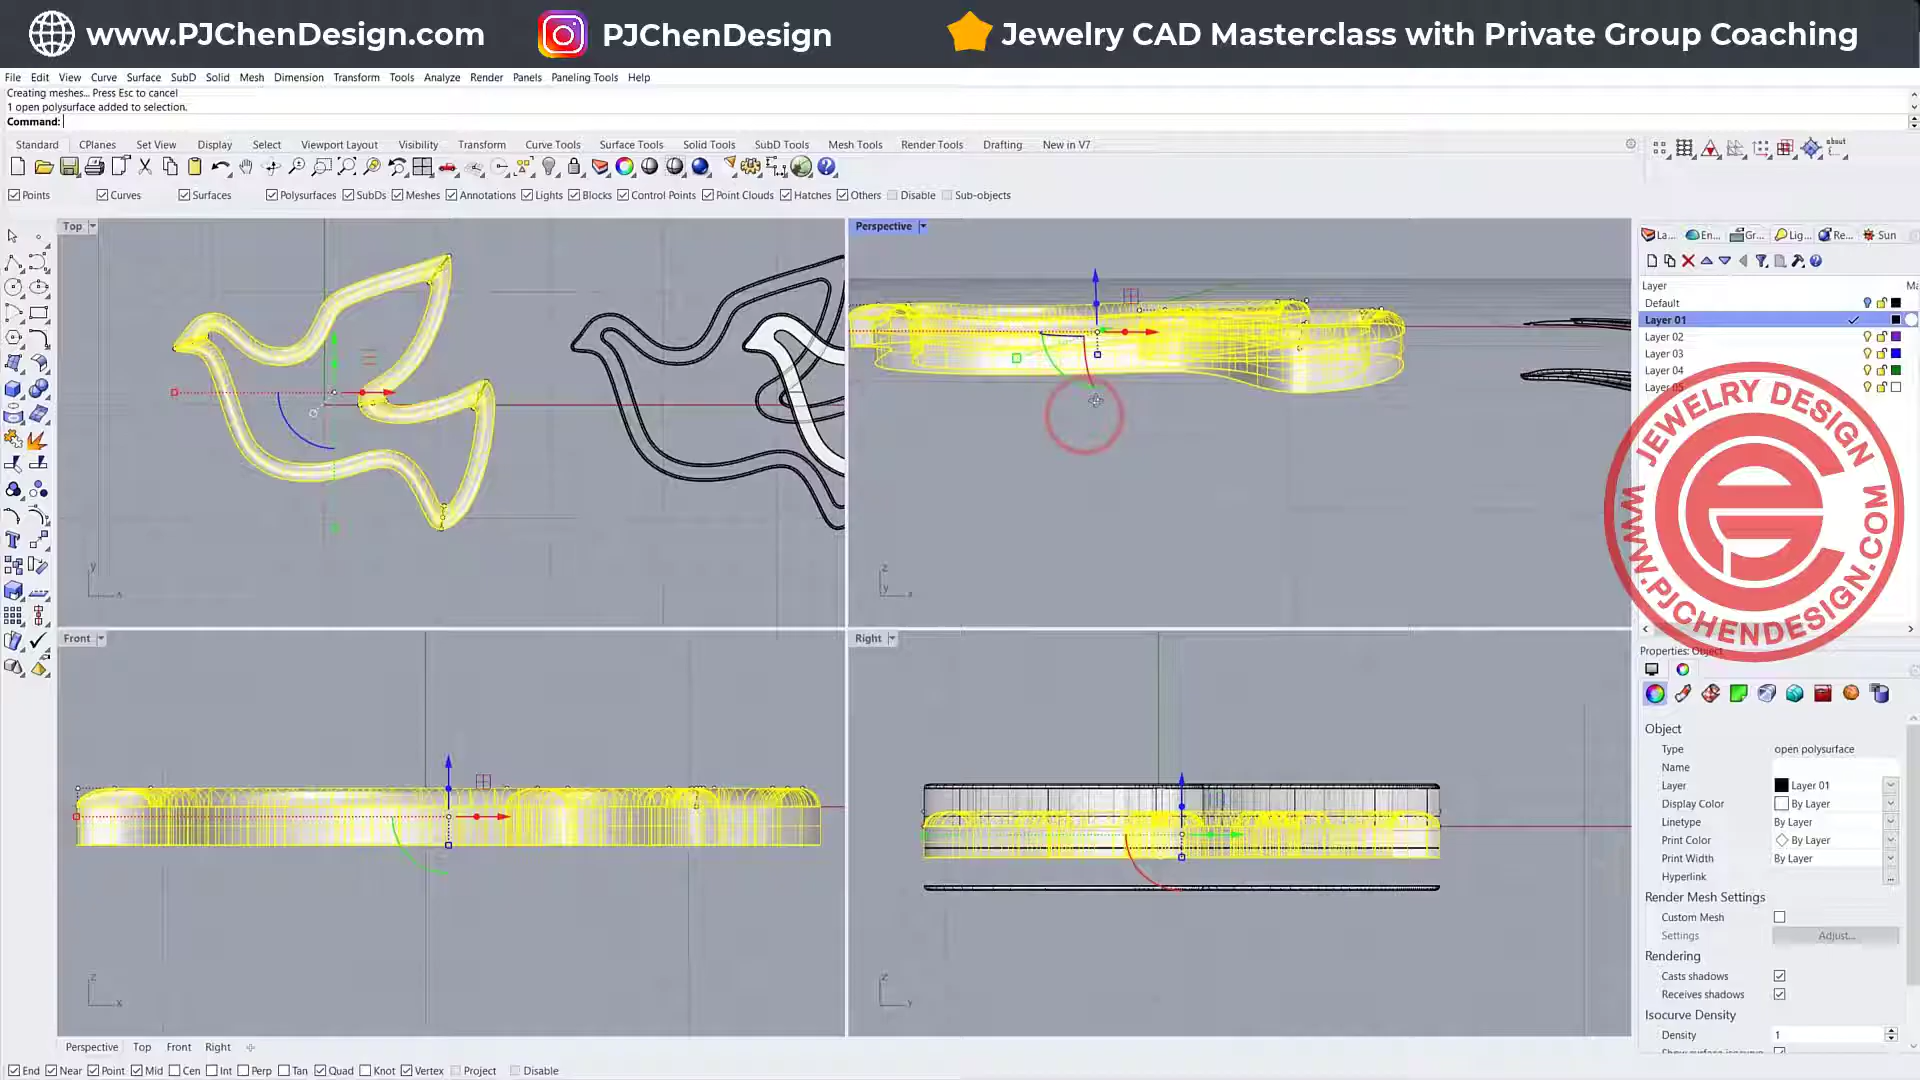 www.PJChenDesign.com PJChenDesign Jewelry CAD Masterclass with Private Group Coaching
File Edit View Curve Surface SubD Solid Mesh Dimension Transform Tools Analyze Render Panels Paneling Tools Help
Creating meshes... Press Esc to cancel
1 open polysurface added to selection.
Command:
Standard CPlanes Set View Display Select Viewport Layout Visibility Transform Curve Tools Surface Tools Solid Tools SubD Tools Mesh Tools Render Tools Drafting New in V7
about
Points Curves Surfaces Polysurfaces SubDs Meshes Annotations Lights Blocks Control Points Point Clouds Hatches Others Disable Sub-objects
Top Perspective
La... En... Gr... Lig... Re... Sun
Layer Ma
Default
Layer 01
Layer 02
Layer 03
Layer 04
JEWELRY DESIGN
WWW.PJCHENDESIGN.COM
y x
z y x
Front Right
Properties: Object
Object
Type open polysurface
Name
Layer Layer 01
Display Color By Layer
Linetype By Layer
Print Color By Layer
Print Width By Layer
Hyperlink ...
Render Mesh Settings
Custom Mesh
Settings Adjust...
Rendering
Casts shadows
Receives shadows
Isocurve Density
Density 1
z x
z y
Perspective Top Front Right
End Near Point Mid Cen Int Perp Tan Quad Knot Vertex Project Disable